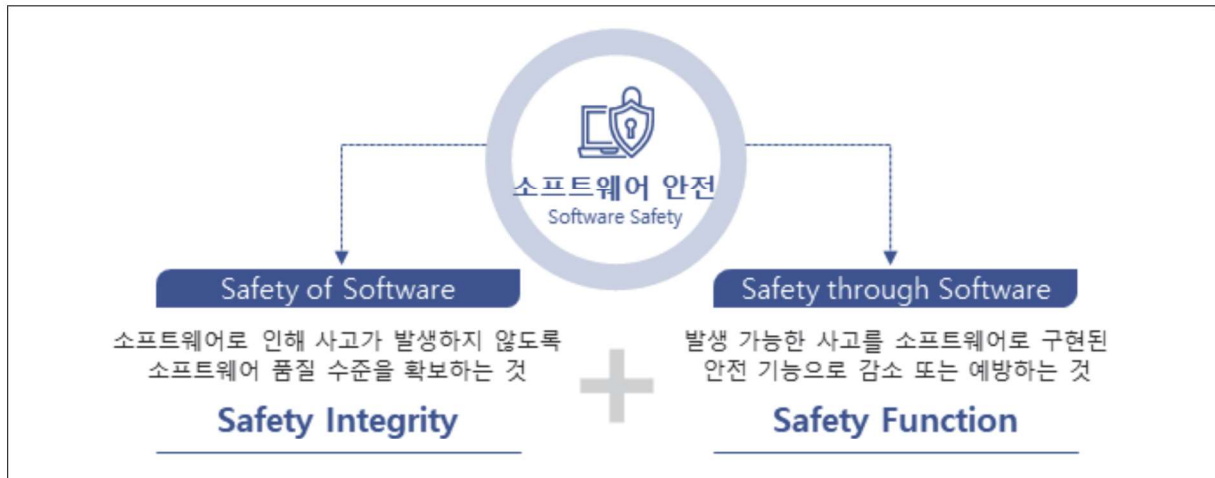 소프트웨어 안전
Software Safety
Safety of Software
소프트웨어로 인해 사고가 발생하지 않도록
소프트웨어 품질 수준을 확보하는 것
Safety Integrity
Safety through Software
발생 가능한 사고를 소프트웨어로 구현된
안전 기능으로 감소 또는 예방하는 것
Safety Function